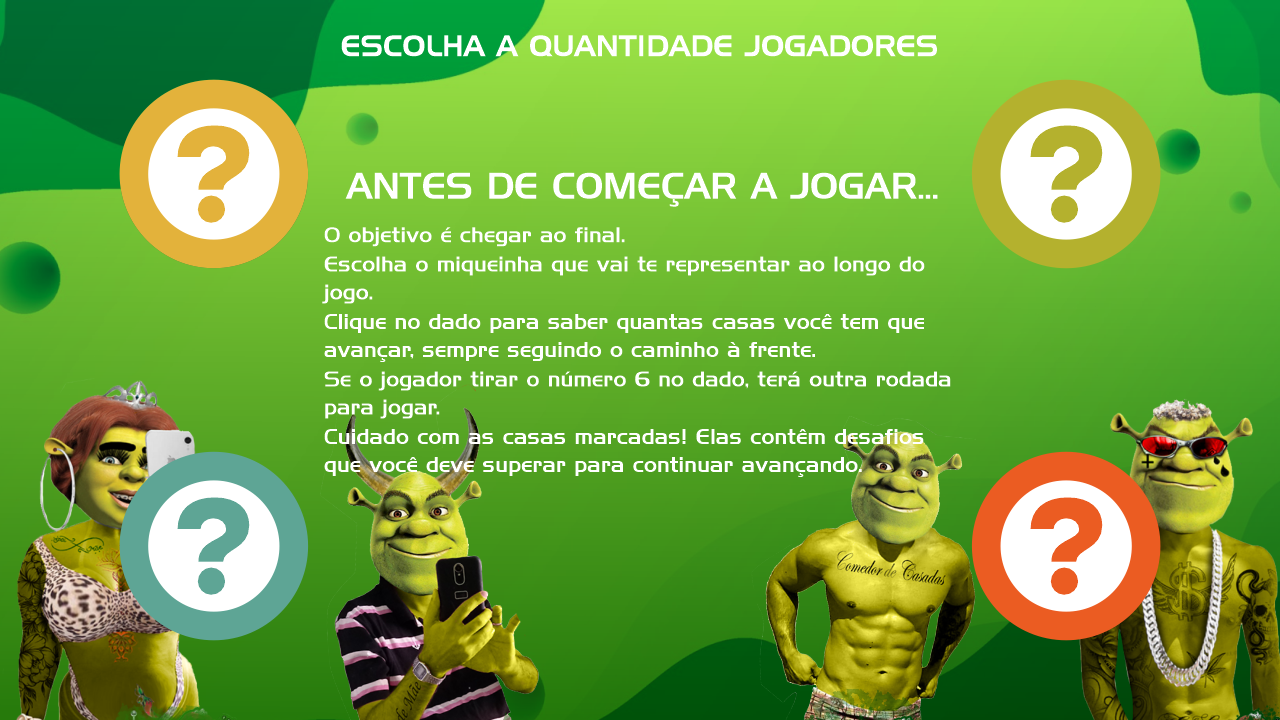 ESCOLHA A QUANTIDADE JOGADORES
?
?
ANTES DE COMEÇAR A JOGAR...
O objetivo é chegar ao final.
Escolha o miqueinha que vai te representar ao longo do
jogo.
Clique no dado para saber quantas casas você tem que
avançar, sempre seguindo o caminho à frente.
Se o jogador tirar o número 6 no dado, terá outra rodada
para jogar.
Cuidado com as casas marcadas! Elas contêm desafios
que você deve superar para continuar avançando.
?
?
Comedor de Casadas
$